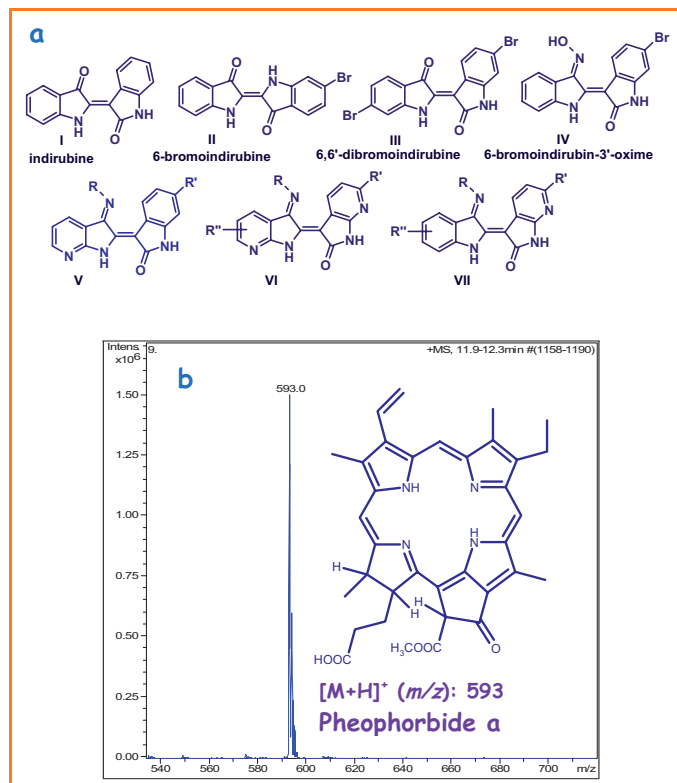 a
O
NH
O
N
H
I
indirubine
O
H
N
Br
N
H
O
II
6-bromoindirubine
O
Br
Br
N
H
NH
O
III
6,6'-dibromoindirubine
HO
N
Br
N
H
NH
O
IV
6-bromoindirubin-3'-oxime
R
N
R'
N
N
H
NH
O
V
R
N
R'
R"
N
N
N
H
NH
O
VI
R
N
R'
R"
N
N
H
NH
O
VII
Intens.
x10⁶
9.
+MS, 11.9-12.3min #(1158-1190)
b
593.0
1.50
1.25
1.00
0.75
0.50
0.25
0.00
540 560 580 600 620 640 660 680 700 m/z
NH
N
N
H
N
H
H
H
H₃COOC
O
HOOC
[M+H]⁺ (m/z): 593
Pheophorbide a